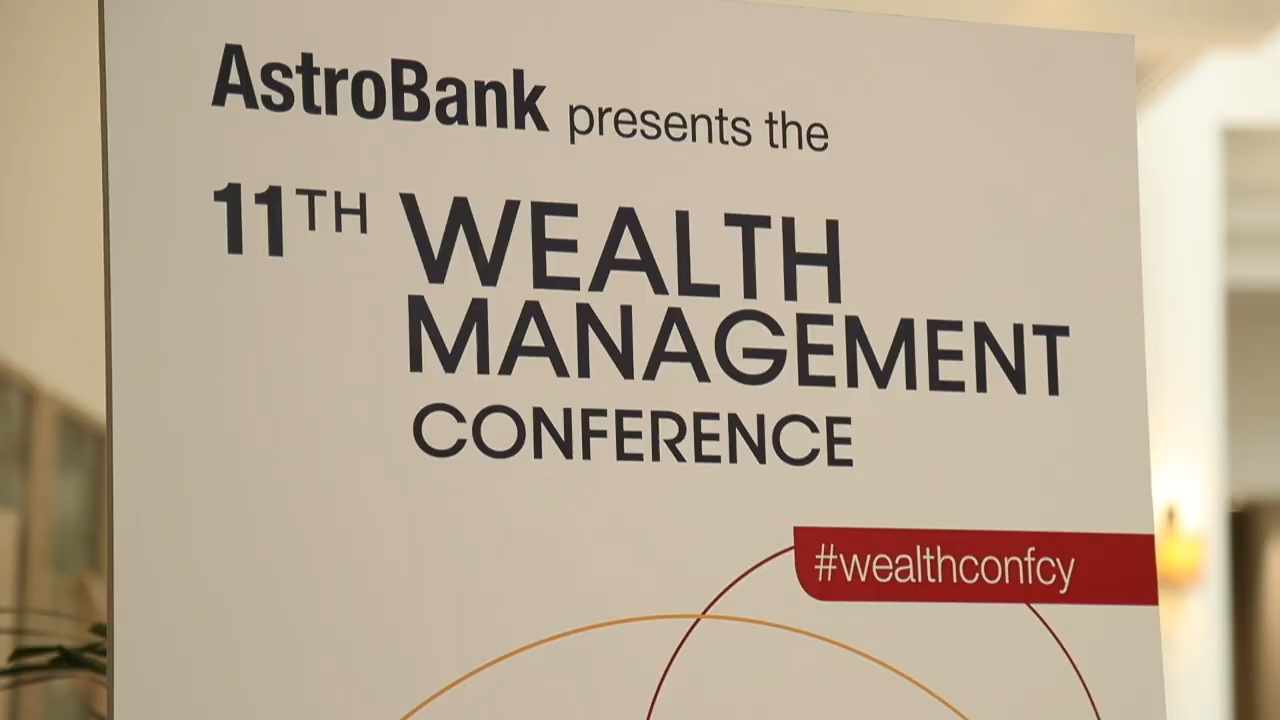 AstroBank presents the
11TH WEALTH
MANAGEMENT
CONFERENCE
#wealthconfcy